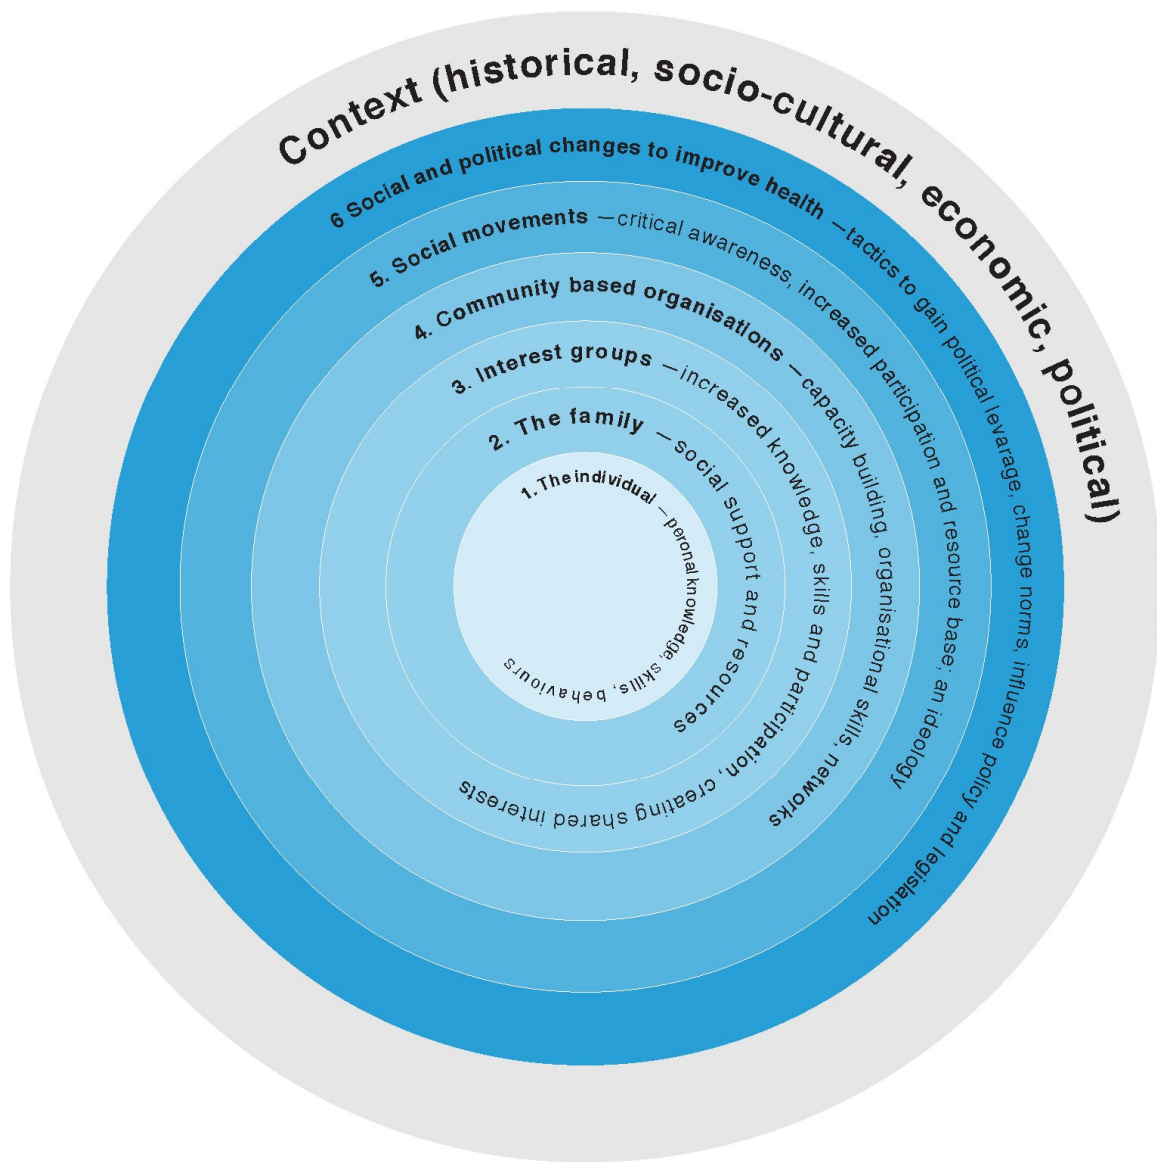 Context (historical, socio-cultural, economic, political)
6 Social and political changes to improve health —tactics to gain political levarage, change norms, influence policy and legislation
5. Social movements —critical awareness, increased participation and resource base; an ideology
4. Community based organisations —capacity building, organisational skills, networks
3. Interest groups —increased knowledge, skills and participation, creating shared interests
2. The family —social support and resources
1. The individual — peronal knowledge, skills, behaviours